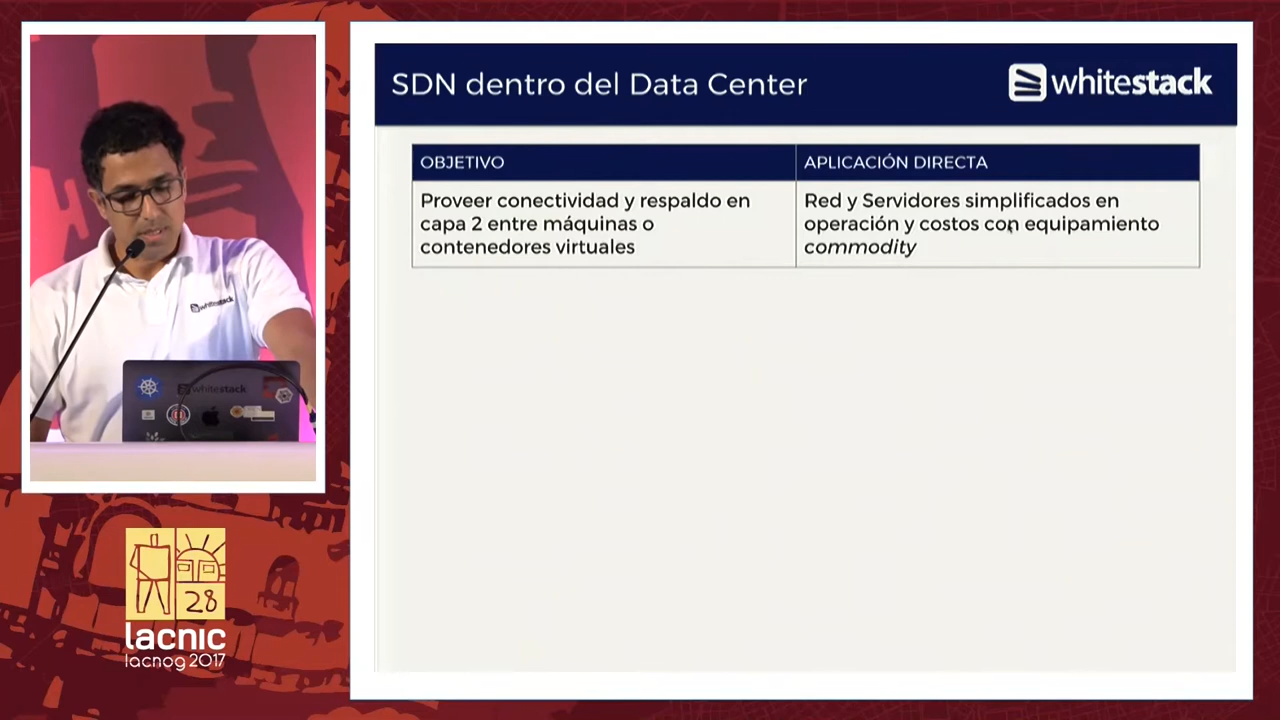 SDN dentro del Data Center
whitestack
OBJETIVO
APLICACIÓN DIRECTA
Proveer conectividad y respaldo en
capa 2 entre máquinas o
contenedores virtuales
Red y Servidores simplificados en
operación y costos con equipamiento
commodity
whitestack
whitestack
28
lacnic
lacnog 2017